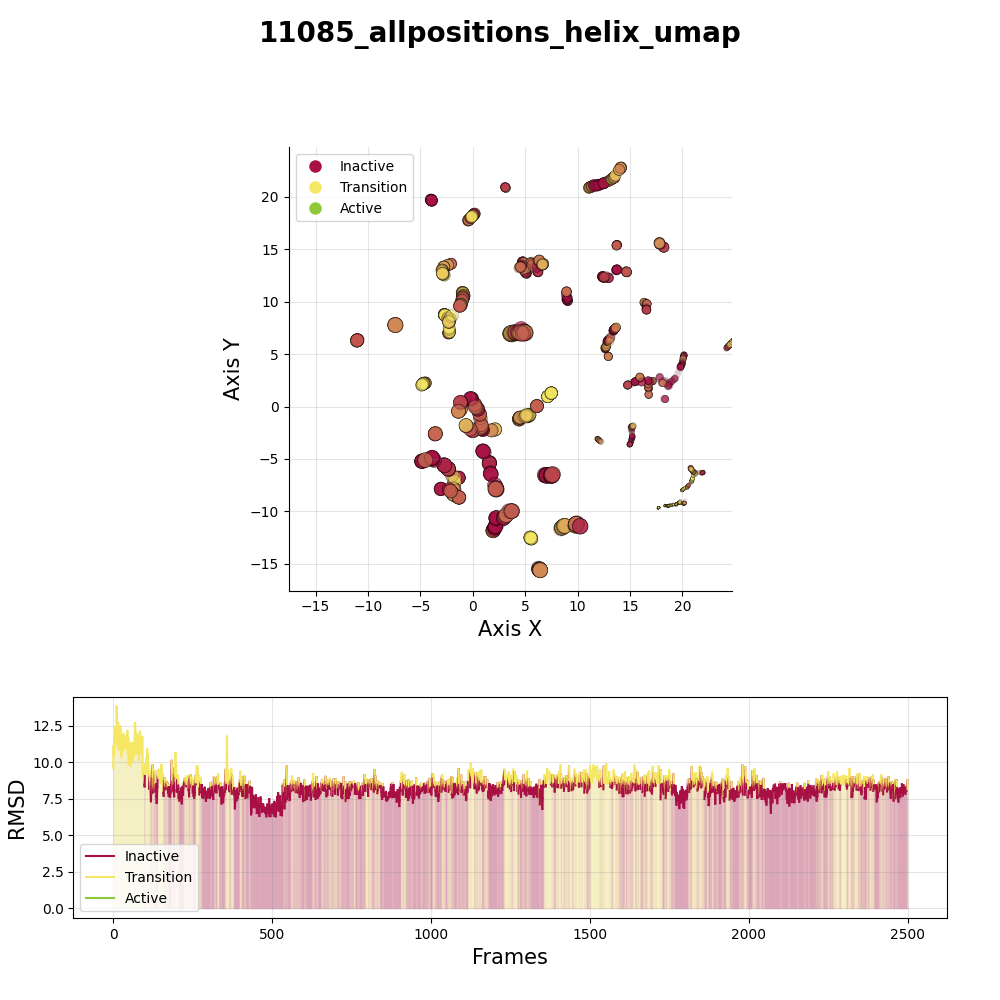 11085_allpositions_helix_umap
Inactive
Transition
Active
20
15
10
5
0
−5
−10
−15
Axis Y
−15 −10 −5 0 5 10 15 20
Axis X
12.5
10.0
7.5
5.0
2.5
0.0
RMSD
Inactive
Transition
Active
0 500 1000 1500 2000 2500
Frames